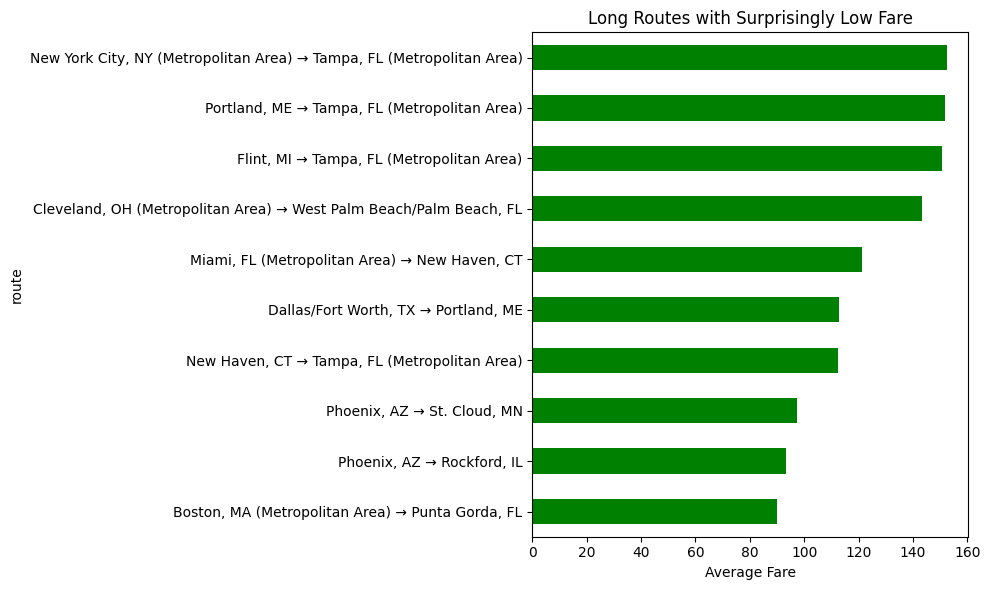 Long Routes with Surprisingly Low Fare
New York City, NY (Metropolitan Area) → Tampa, FL (Metropolitan Area)
Portland, ME → Tampa, FL (Metropolitan Area)
Flint, MI → Tampa, FL (Metropolitan Area)
Cleveland, OH (Metropolitan Area) → West Palm Beach/Palm Beach, FL
Miami, FL (Metropolitan Area) → New Haven, CT
Dallas/Fort Worth, TX → Portland, ME
New Haven, CT → Tampa, FL (Metropolitan Area)
Phoenix, AZ → St. Cloud, MN
Phoenix, AZ → Rockford, IL
Boston, MA (Metropolitan Area) → Punta Gorda, FL
route
0 20 40 60 80 100 120 140 160
Average Fare